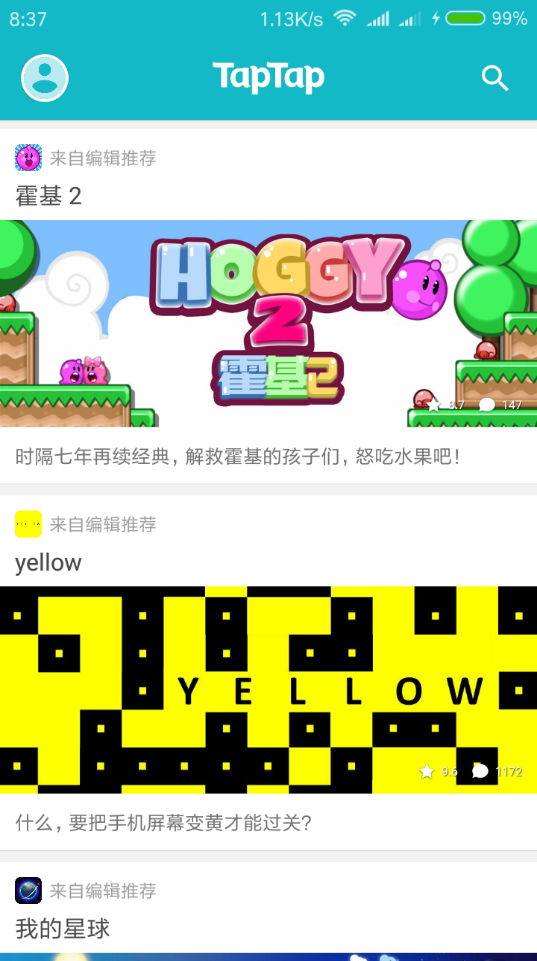 8:37 1.13K/s 99%
TapTap
来自编辑推荐
霍基 2
HOGGY
2
霍基2
8.7 147
时隔七年再续经典，解救霍基的孩子们，怒吃水果吧！
来自编辑推荐
yellow
YELLOW
9.6 1172
什么，要把手机屏幕变黄才能过关？
来自编辑推荐
我的星球